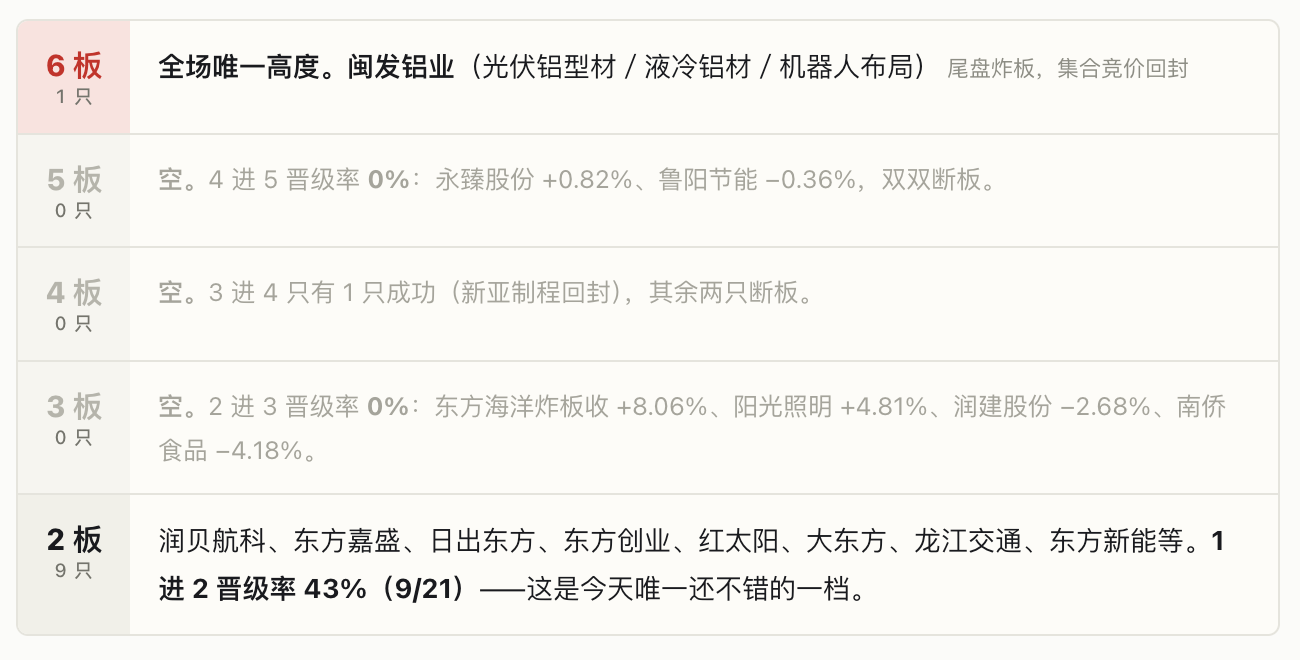 6 板
1 只
全场唯一高度。闽发铝业（光伏铝型材 / 液冷铝材 / 机器人布局） 尾盘炸板，集合竞价回封
5 板
0 只
空。4 进 5 晋级率 0%：永臻股份 +0.82%、鲁阳节能 −0.36%，双双断板。
4 板
0 只
空。3 进 4 只有 1 只成功（新亚制程回封），其余两只断板。
3 板
0 只
空。2 进 3 晋级率 0%：东方海洋炸板收 +8.06%、阳光照明 +4.81%、润建股份 −2.68%、南侨
食品 −4.18%。
2 板
9 只
润贝航科、东方嘉盛、日出东方、东方创业、红太阳、大东方、龙江交通、东方新能等。1
进 2 晋级率 43%（9/21）——这是今天唯一还不错的一档。